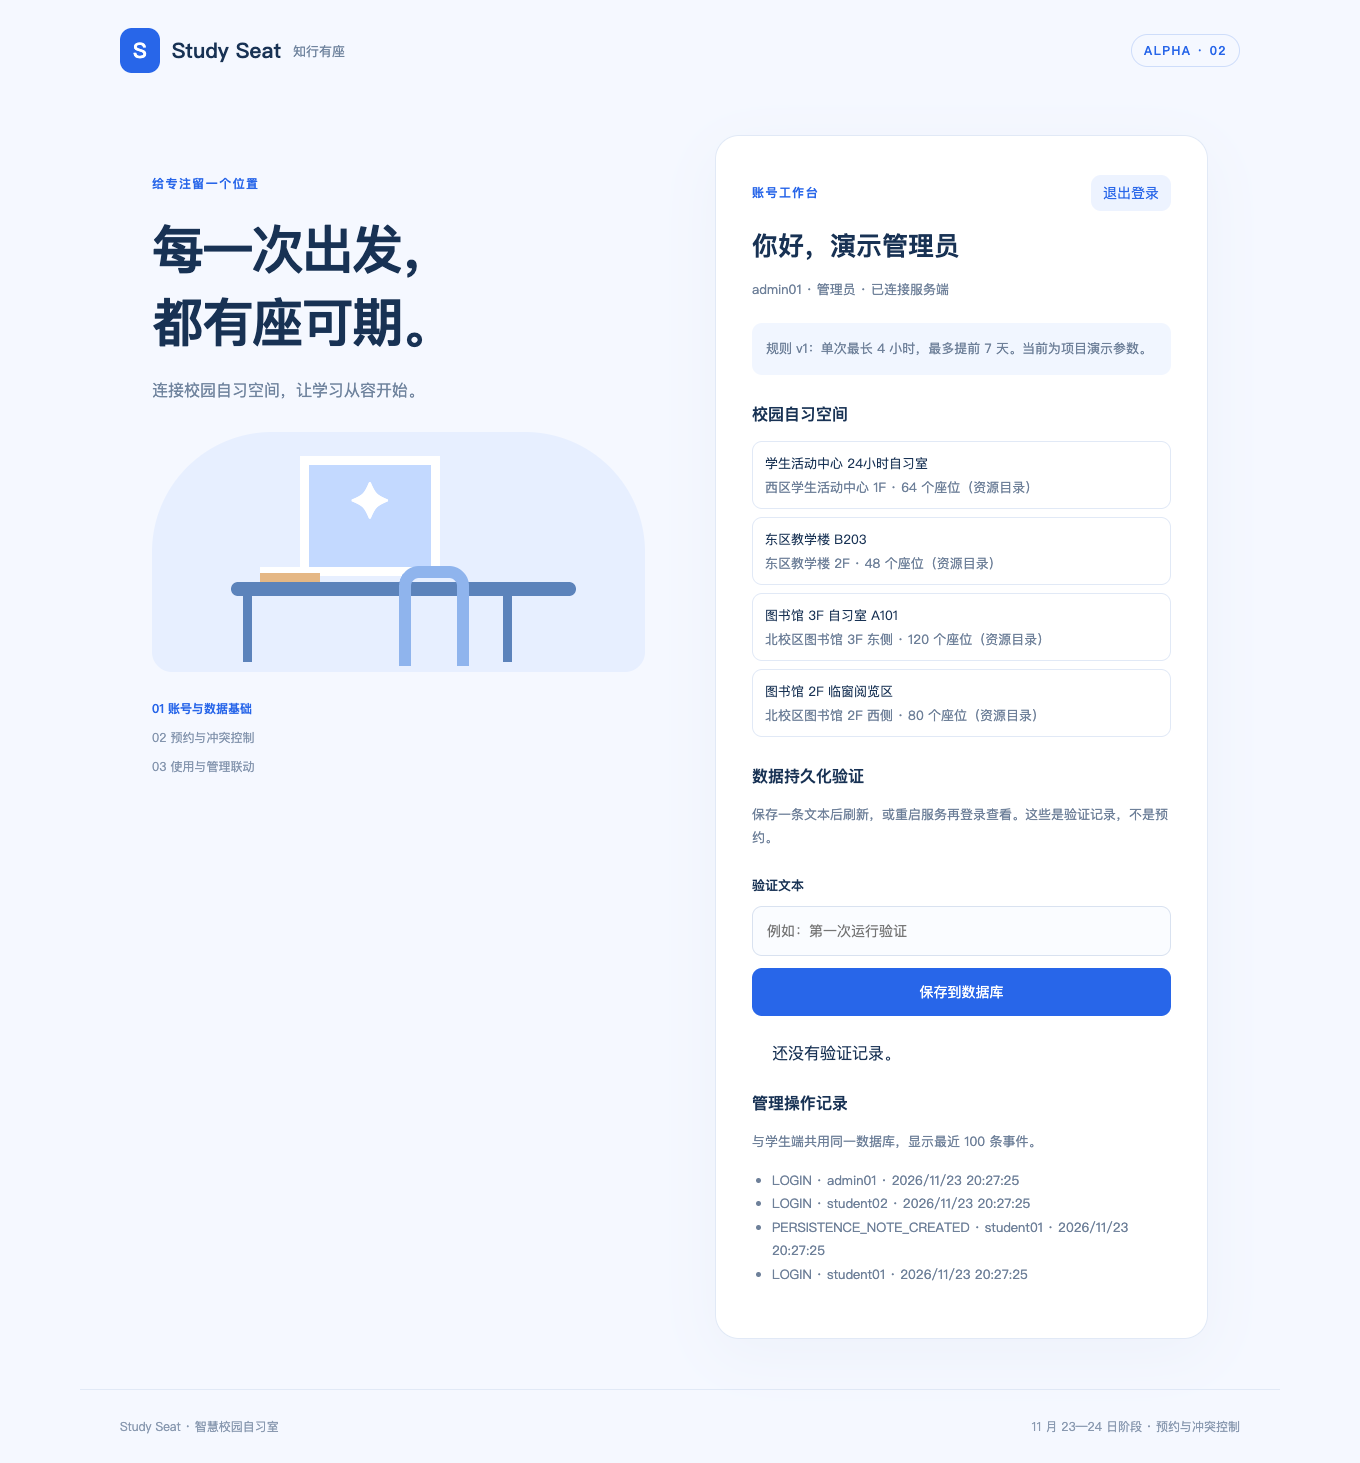 S
Study Seat 知行有座
ALPHA · 02
给专注留一个位置
每一次出发，
都有座可期。
连接校园自习空间，让学习从容开始。
01 账号与数据基础
02 预约与冲突控制
03 使用与管理联动
账号工作台
退出登录
你好，演示管理员
admin01 · 管理员 · 已连接服务端
规则 v1：单次最长 4 小时，最多提前 7 天。当前为项目演示参数。
校园自习空间
学生活动中心 24小时自习室
西区学生活动中心 1F · 64 个座位（资源目录）
东区教学楼 B203
东区教学楼 2F · 48 个座位（资源目录）
图书馆 3F 自习室 A101
北校区图书馆 3F 东侧 · 120 个座位（资源目录）
图书馆 2F 临窗阅览区
北校区图书馆 2F 西侧 · 80 个座位（资源目录）
数据持久化验证
保存一条文本后刷新，或重启服务再登录查看。这些是验证记录，不是预
约。
验证文本
例如：第一次运行验证
保存到数据库
还没有验证记录。
管理操作记录
与学生端共用同一数据库，显示最近 100 条事件。
LOGIN · admin01 · 2026/11/23 20:27:25
LOGIN · student02 · 2026/11/23 20:27:25
PERSISTENCE_NOTE_CREATED · student01 · 2026/11/23
20:27:25
LOGIN · student01 · 2026/11/23 20:27:25
Study Seat · 智慧校园自习室
11 月 23—24 日阶段 · 预约与冲突控制